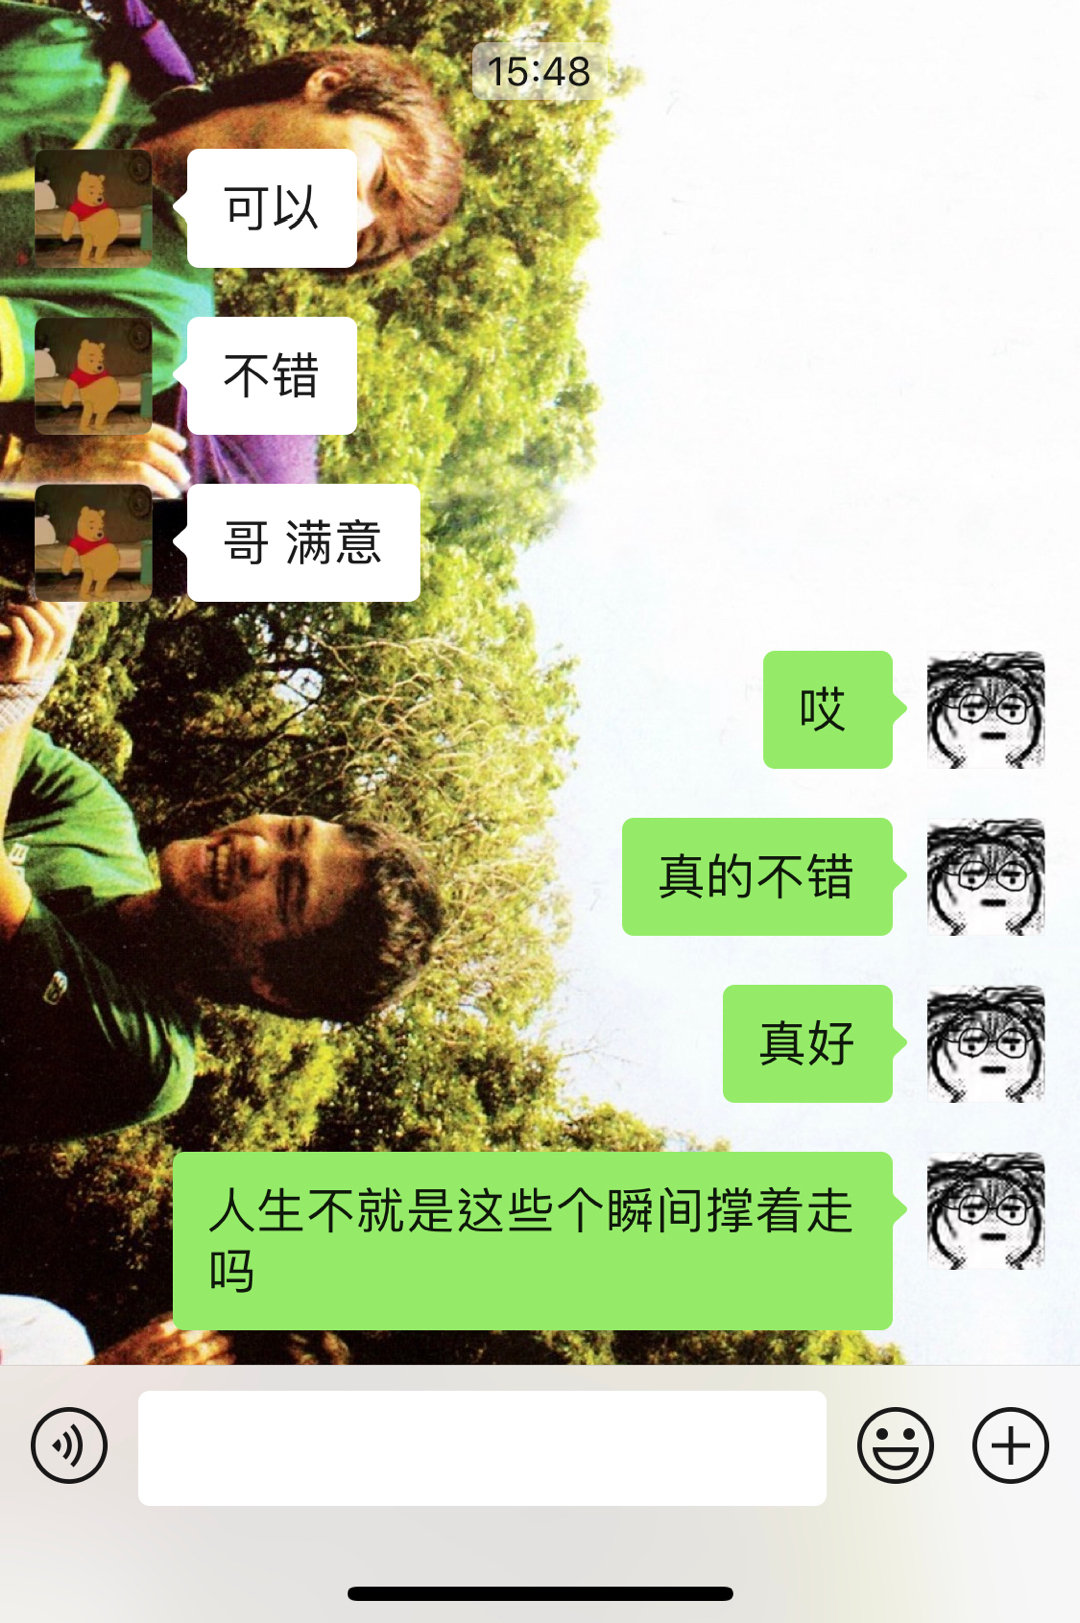 15:48
可以
不错
哥 满意
哎
真的不错
真好
人生不就是这些个瞬间撑着走
吗